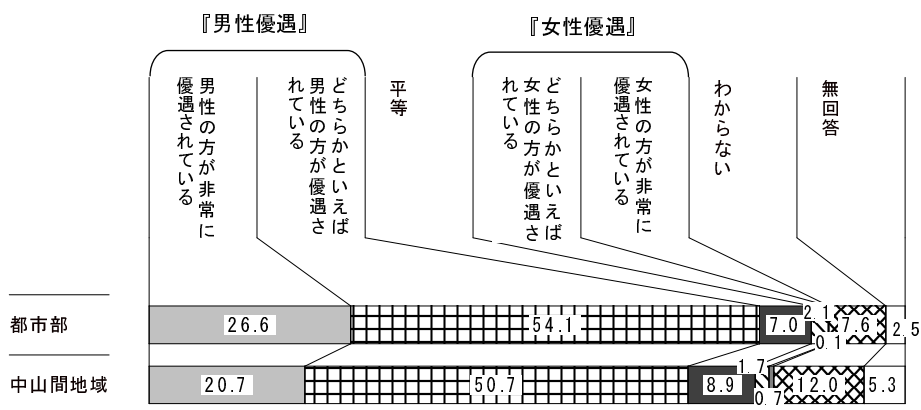 『男性優遇』
『女性優遇』
男性の方が非常に
優遇されている
どちらかといえば
男性の方が優遇さ
れている
平等
どちらかといえば
女性の方が優遇さ
れている
女性の方が非常に
優遇されている
わからない
無回答
都市部
26.6
54.1
7.0
2.1
0.1
7.6
2.5
中山間地域
20.7
50.7
8.9
1.7
0.7
12.0
5.3